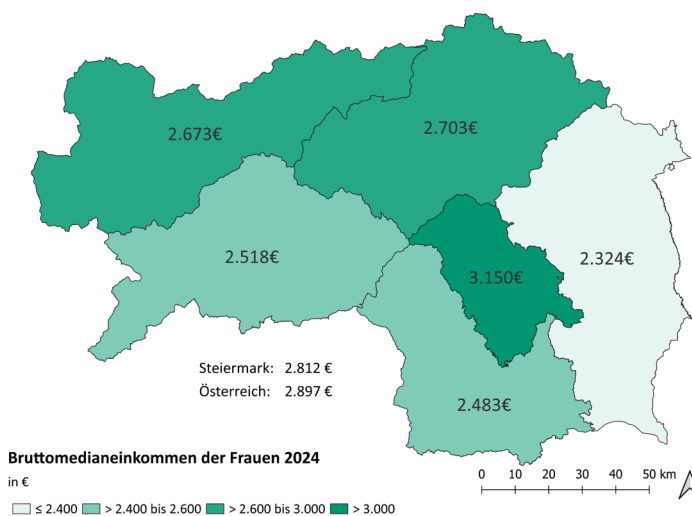 2.673€
2.703€
2.518€
3.150€
2.324€
2.483€
Steiermark: 2.812 €
Österreich: 2.897 €
Bruttomedianeinkommen der Frauen 2024
in €
≤ 2.400 > 2.400 bis 2.600 > 2.600 bis 3.000 > 3.000
0 10 20 30 40 50 km